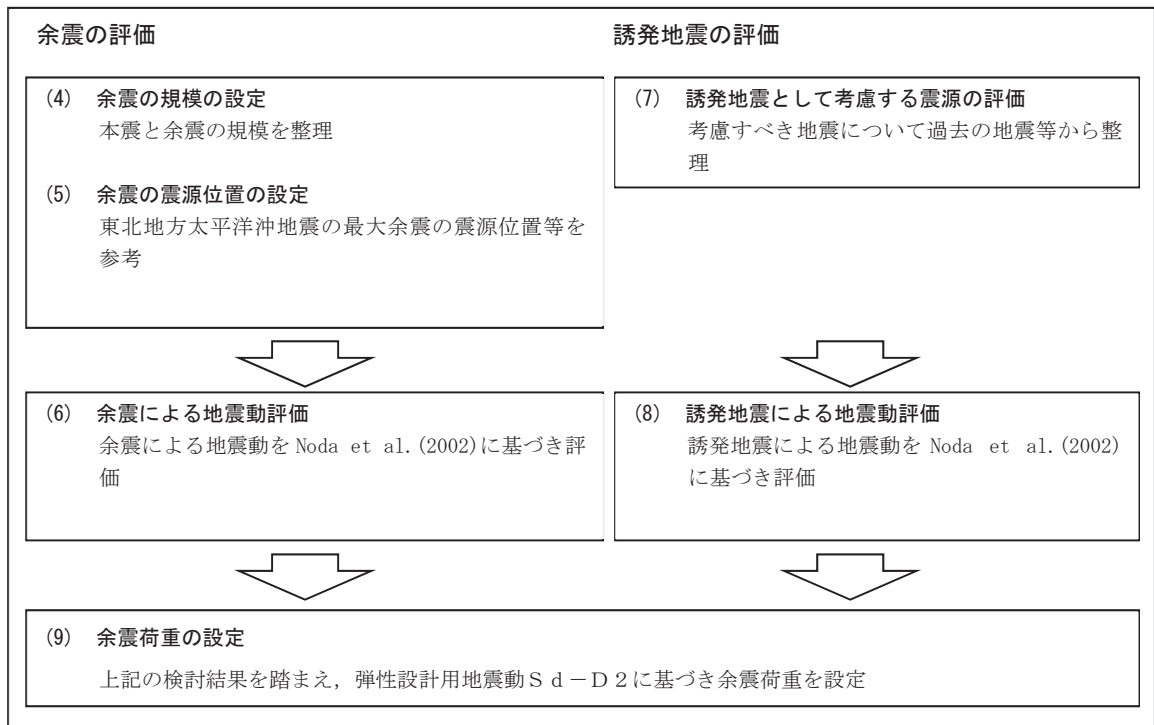 余震の評価
(4) 余震の規模の設定
本震と余震の規模を整理
(5) 余震の震源位置の設定
東北地方太平洋沖地震の最大余震の震源位置等を
参考
(6) 余震による地震動評価
余震による地震動を Noda et al.(2002)に基づき評
価
誘発地震の評価
(7) 誘発地震として考慮する震源の評価
考慮すべき地震について過去の地震等から整
理
(8) 誘発地震による地震動評価
誘発地震による地震動を Noda et al.(2002)
に基づき評価
(9) 余震荷重の設定
上記の検討結果を踏まえ，弾性設計用地震動Ｓｄ－Ｄ２に基づき余震荷重を設定